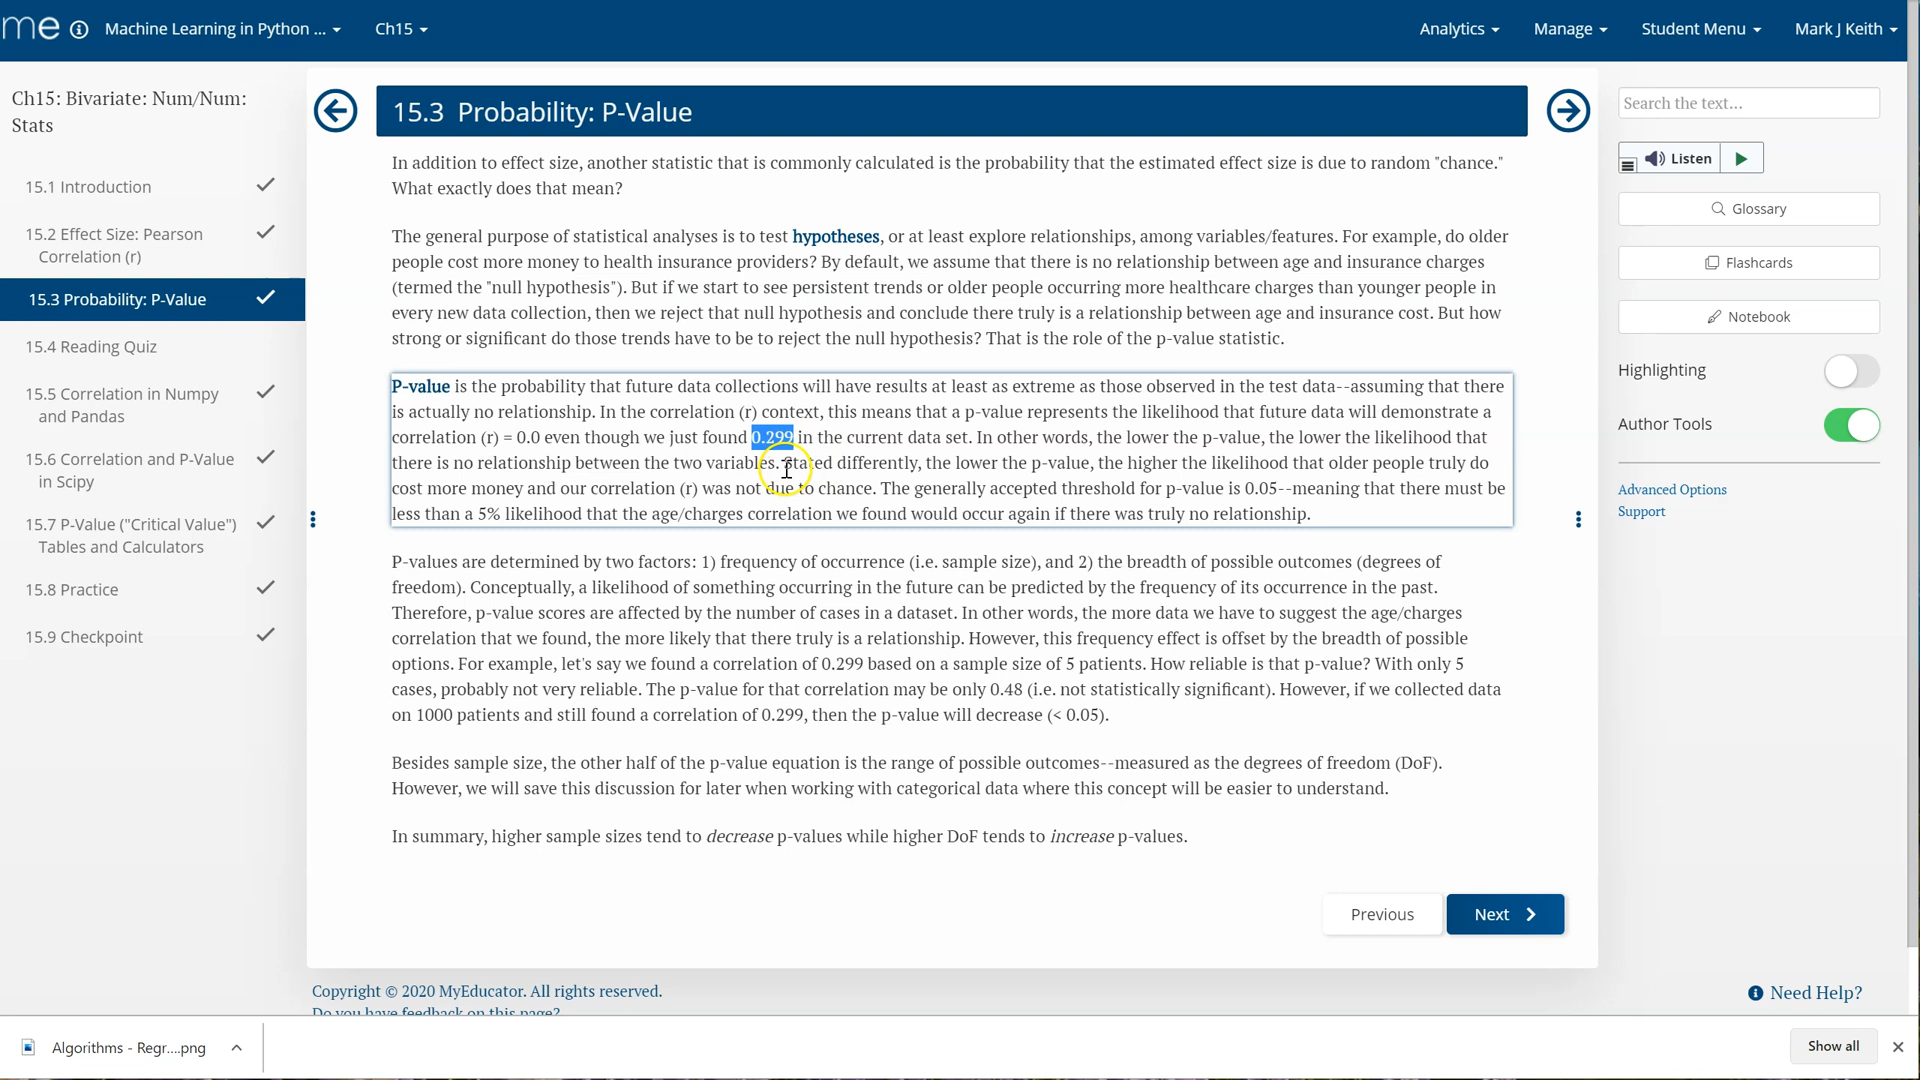 me Machine Learning in Python ... Ch15 Analytics Manage Student Menu Mark J Keith
Ch15: Bivariate: Num/Num:
Stats
15.1 Introduction
15.2 Effect Size: Pearson
Correlation (r)
15.3 Probability: P-Value
15.4 Reading Quiz
15.5 Correlation in Numpy
and Pandas
15.6 Correlation and P-Value
in Scipy
15.7 P-Value ("Critical Value")
Tables and Calculators
15.8 Practice
15.9 Checkpoint
15.3 Probability: P-Value
In addition to effect size, another statistic that is commonly calculated is the probability that the estimated effect size is due to random "chance."
What exactly does that mean?
The general purpose of statistical analyses is to test hypotheses, or at least explore relationships, among variables/features. For example, do older
people cost more money to health insurance providers? By default, we assume that there is no relationship between age and insurance charges
(termed the "null hypothesis"). But if we start to see persistent trends or older people occurring more healthcare charges than younger people in
every new data collection, then we reject that null hypothesis and conclude there truly is a relationship between age and insurance cost. But how
strong or significant do those trends have to be to reject the null hypothesis? That is the role of the p-value statistic.
P-value is the probability that future data collections will have results at least as extreme as those observed in the test data--assuming that there
is actually no relationship. In the correlation (r) context, this means that a p-value represents the likelihood that future data will demonstrate a
correlation (r) = 0.0 even though we just found 0.299 in the current data set. In other words, the lower the p-value, the lower the likelihood that
there is no relationship between the two variables. Stated differently, the lower the p-value, the higher the likelihood that older people truly do
cost more money and our correlation (r) was not due to chance. The generally accepted threshold for p-value is 0.05--meaning that there must be
less than a 5% likelihood that the age/charges correlation we found would occur again if there was truly no relationship.
P-values are determined by two factors: 1) frequency of occurrence (i.e. sample size), and 2) the breadth of possible outcomes (degrees of
freedom). Conceptually, a likelihood of something occurring in the future can be predicted by the frequency of its occurrence in the past.
Therefore, p-value scores are affected by the number of cases in a dataset. In other words, the more data we have to suggest the age/charges
correlation that we found, the more likely that there truly is a relationship. However, this frequency effect is offset by the breadth of possible
options. For example, let's say we found a correlation of 0.299 based on a sample size of 5 patients. How reliable is that p-value? With only 5
cases, probably not very reliable. The p-value for that correlation may be only 0.48 (i.e. not statistically significant). However, if we collected data
on 1000 patients and still found a correlation of 0.299, then the p-value will decrease (< 0.05).
Besides sample size, the other half of the p-value equation is the range of possible outcomes--measured as the degrees of freedom (DoF).
However, we will save this discussion for later when working with categorical data where this concept will be easier to understand.
In summary, higher sample sizes tend to decrease p-values while higher DoF tends to increase p-values.
Previous Next
Search the text...
Listen
Glossary
Flashcards
Notebook
Highlighting
Author Tools
Advanced Options
Support
Copyright © 2020 MyEducator. All rights reserved.
Do you have feedback on this page?
Need Help?
Algorithms - Regr....png
Show all